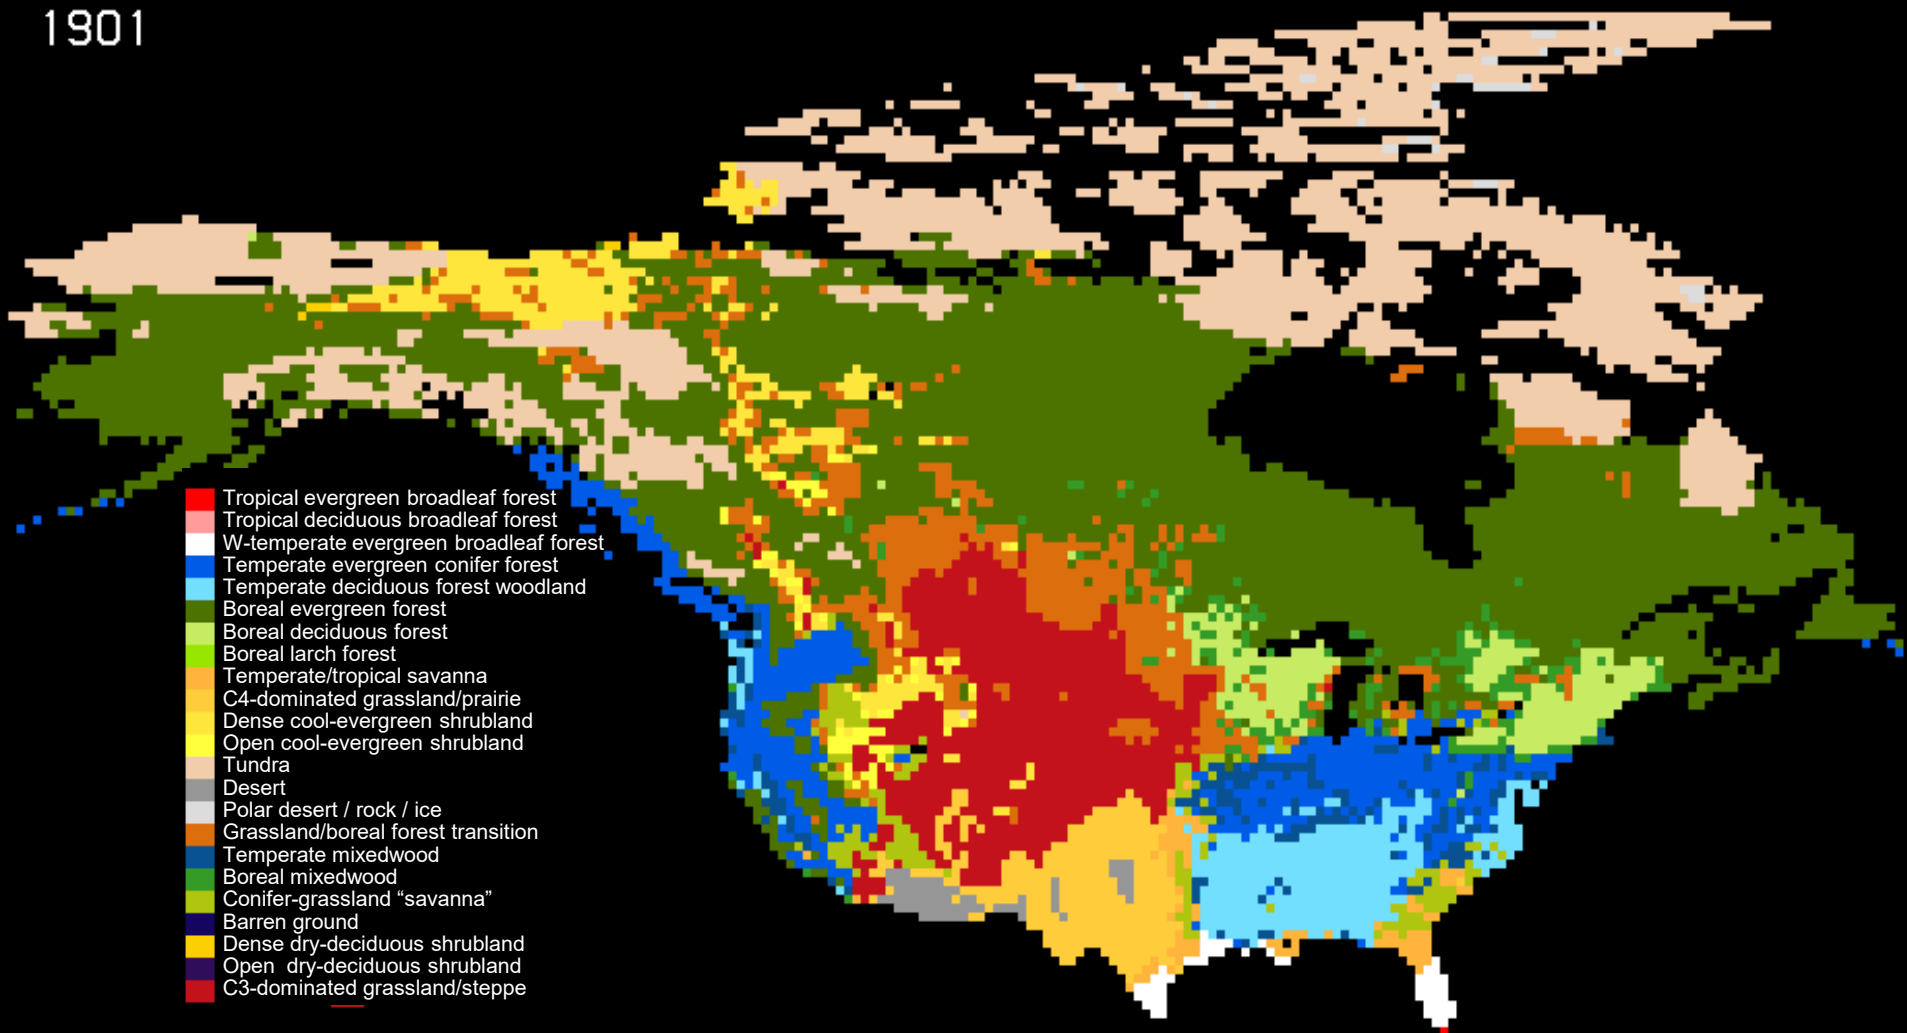 1901
Tropical evergreen broadleaf forest
Tropical deciduous broadleaf forest
W-temperate evergreen broadleaf forest
Temperate evergreen conifer forest
Temperate deciduous forest woodland
Boreal evergreen forest
Boreal deciduous forest
Boreal larch forest
Temperate/tropical savanna
C4-dominated grassland/prairie
Dense cool-evergreen shrubland
Open cool-evergreen shrubland
Tundra
Desert
Polar desert / rock / ice
Grassland/boreal forest transition
Temperate mixedwood
Boreal mixedwood
Conifer-grassland “savanna”
Barren ground
Dense dry-deciduous shrubland
Open  dry-deciduous shrubland
C3-dominated grassland/steppe